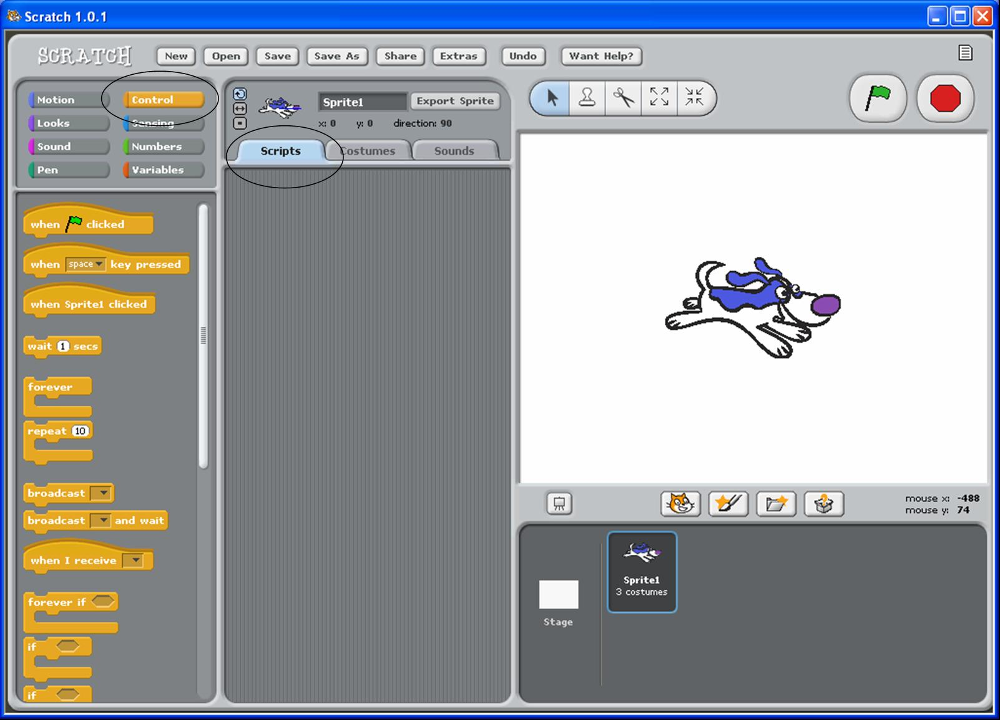 Scratch 1.0.1
SCRATCH
New
Open
Save
Save As
Share
Extras
Undo
Want Help?
Motion
Control
Looks
Sensing
Sound
Numbers
Pen
Variables
Sprite1
Export Sprite
x: 0 y: 0 direction: 90
Scripts
Costumes
Sounds
when clicked
when space key pressed
when Sprite1 clicked
wait 1 secs
forever
repeat 10
broadcast
broadcast and wait
when I receive
forever if
if
if
mouse x: -488
mouse y: 74
Sprite1
3 costumes
Stage